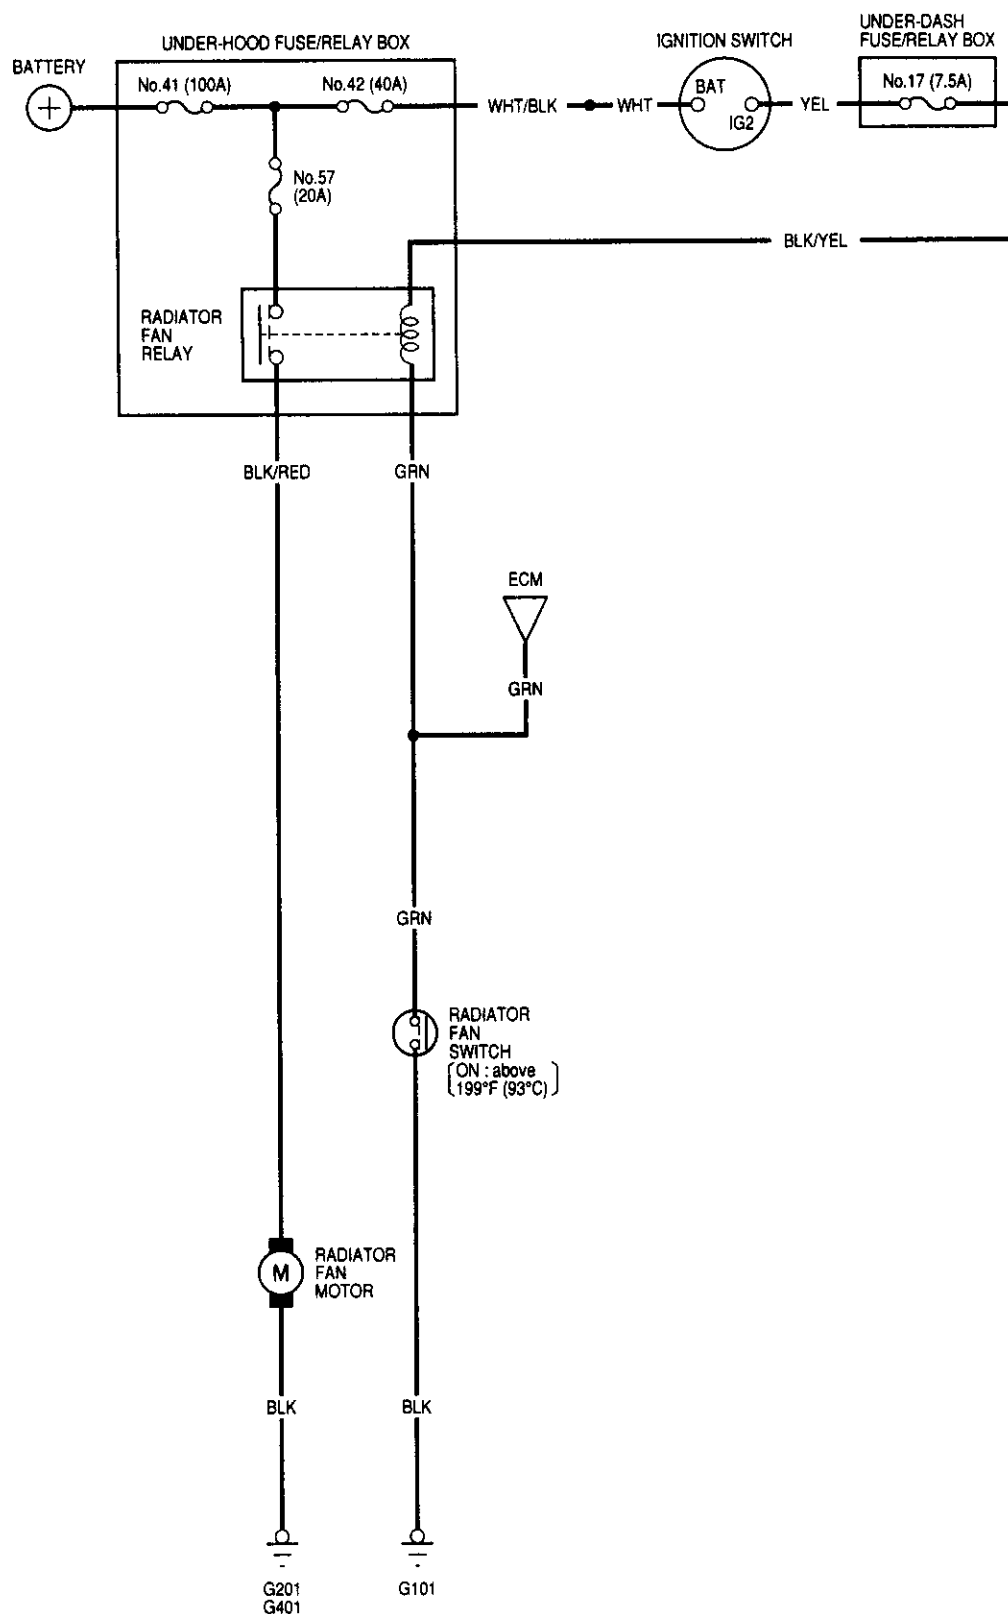 UNDER-HOOD FUSE/RELAY BOX
IGNITION SWITCH
UNDER-DASH
FUSE/RELAY BOX
BATTERY
No.41 (100A)
No.42 (40A)
WHT/BLK
WHT
BAT
IG2
YEL
No.17 (7.5A)
No.57
(20A)
BLK/YEL
RADIATOR
FAN
RELAY
BLK/RED
GRN
ECM
GRN
GRN
RADIATOR
FAN
SWITCH
[ON : above
199°F (93°C)]
M
RADIATOR
FAN
MOTOR
BLK
BLK
G201
G401
G101